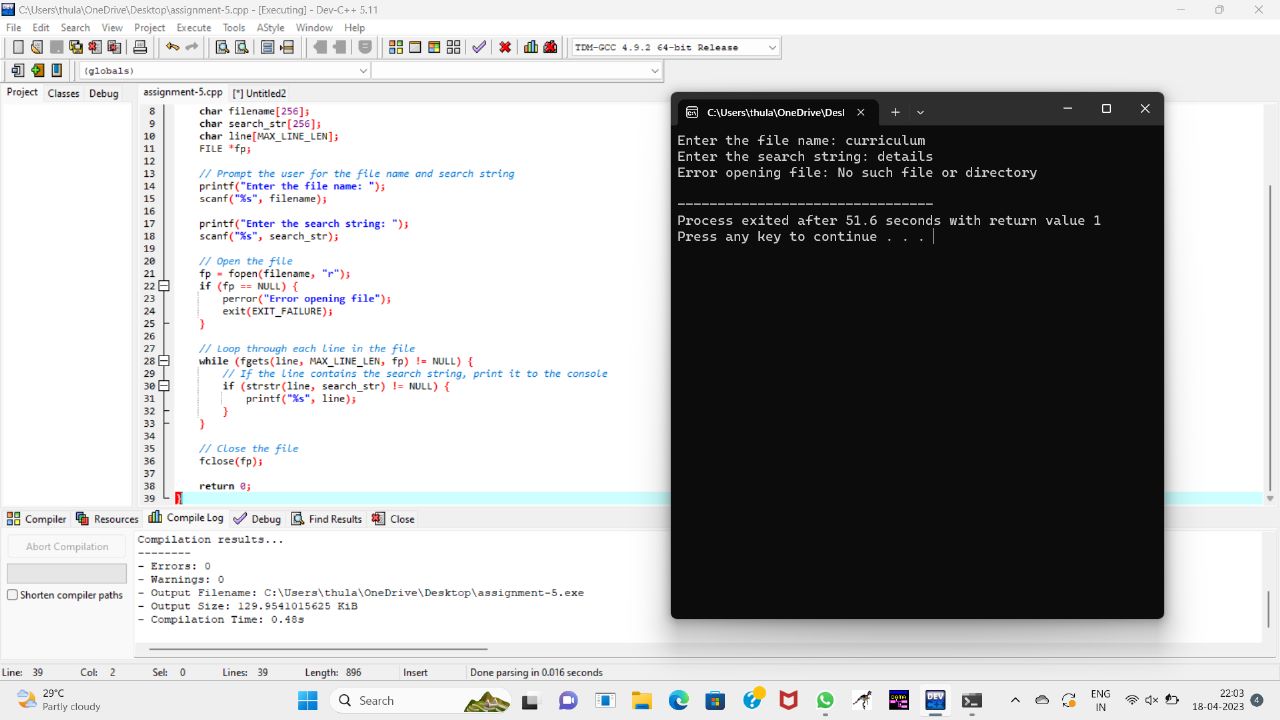 C:\Users\thula\OneDrive\Desktop\assignment-5.cpp - [Executing] - Dev-C++ 5.11
File Edit Search View Project Execute Tools AStyle Window Help
TDM-GCC 4.9.2 64-bit Release
(globals)
Project Classes Debug
assignment-5.cpp [*] Untitled2
8 char filename[256];
9 char search_str[256];
10 char line[MAX_LINE_LEN];
11 FILE *fp;
12
13 // Prompt the user for the file name and search string
14 printf("Enter the file name: ");
15 scanf("%s", filename);
16
17 printf("Enter the search string: ");
18 scanf("%s", search_str);
19
20 // Open the file
21 fp = fopen(filename, "r");
22 if (fp == NULL) {
23 perror("Error opening file");
24 exit(EXIT_FAILURE);
25 }
26
27 // Loop through each line in the file
28 while (fgets(line, MAX_LINE_LEN, fp) != NULL) {
29 // If the line contains the search string, print it to the console
30 if (strstr(line, search_str) != NULL) {
31 printf("%s", line);
32 }
33 }
34
35 // Close the file
36 fclose(fp);
37
38 return 0;
39 }
C:\Users\thula\OneDrive\Desl
Enter the file name: curriculum
Enter the search string: details
Error opening file: No such file or directory
--------------------------------
Process exited after 51.6 seconds with return value 1
Press any key to continue . . .
Compiler Resources Compile Log Debug Find Results Close
Abort Compilation
Shorten compiler paths
Compilation results...
--------
- Errors: 0
- Warnings: 0
- Output Filename: C:\Users\thula\OneDrive\Desktop\assignment-5.exe
- Output Size: 129.9541015625 KiB
- Compilation Time: 0.48s
Line: 39 Col: 2 Sel: 0 Lines: 39 Length: 896 Insert Done parsing in 0.016 seconds
29°C
Partly cloudy
Search
DEV
ENG
IN
22:03
18-04-2023
4